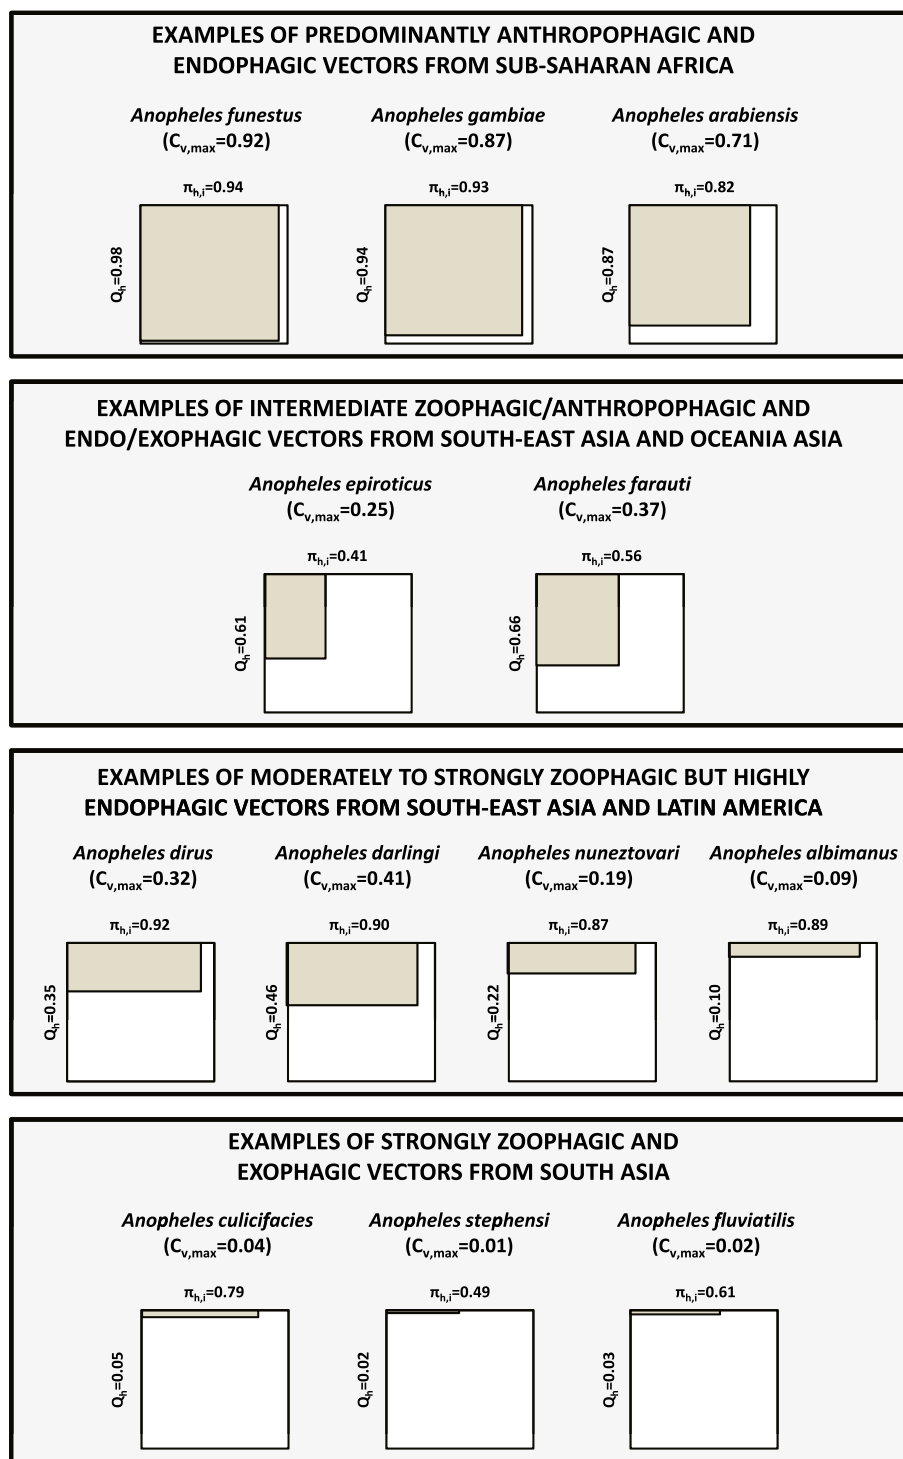 EXAMPLES OF PREDOMINANTLY ANTHROPOPHAGIC AND
ENDOPHAGIC VECTORS FROM SUB-SAHARAN AFRICA
Anopheles funestus
(Cv,max=0.92)
πh,i=0.94
Qh=0.98
Anopheles gambiae
(Cv,max=0.87)
πh,i=0.93
Qh=0.94
Anopheles arabiensis
(Cv,max=0.71)
πh,i=0.82
Qh=0.87
EXAMPLES OF INTERMEDIATE ZOOPHAGIC/ANTHROPOPHAGIC AND
ENDO/EXOPHAGIC VECTORS FROM SOUTH-EAST ASIA AND OCEANIA ASIA
Anopheles epiroticus
(Cv,max=0.25)
πh,i=0.41
Qh=0.61
Anopheles farauti
(Cv,max=0.37)
πh,i=0.56
Qh=0.66
EXAMPLES OF MODERATELY TO STRONGLY ZOOPHAGIC BUT HIGHLY
ENDOPHAGIC VECTORS FROM SOUTH-EAST ASIA AND LATIN AMERICA
Anopheles dirus
(Cv,max=0.32)
πh,i=0.92
Qh=0.35
Anopheles darlingi
(Cv,max=0.41)
πh,i=0.90
Qh=0.46
Anopheles nuneztovari
(Cv,max=0.19)
πh,i=0.87
Qh=0.22
Anopheles albimanus
(Cv,max=0.09)
πh,i=0.89
Qh=0.10
EXAMPLES OF STRONGLY ZOOPHAGIC AND
EXOPHAGIC VECTORS FROM SOUTH ASIA
Anopheles culicifacies
(Cv,max=0.04)
πh,i=0.79
Qh=0.05
Anopheles stephensi
(Cv,max=0.01)
πh,i=0.49
Qh=0.02
Anopheles fluviatilis
(Cv,max=0.02)
πh,i=0.61
Qh=0.03